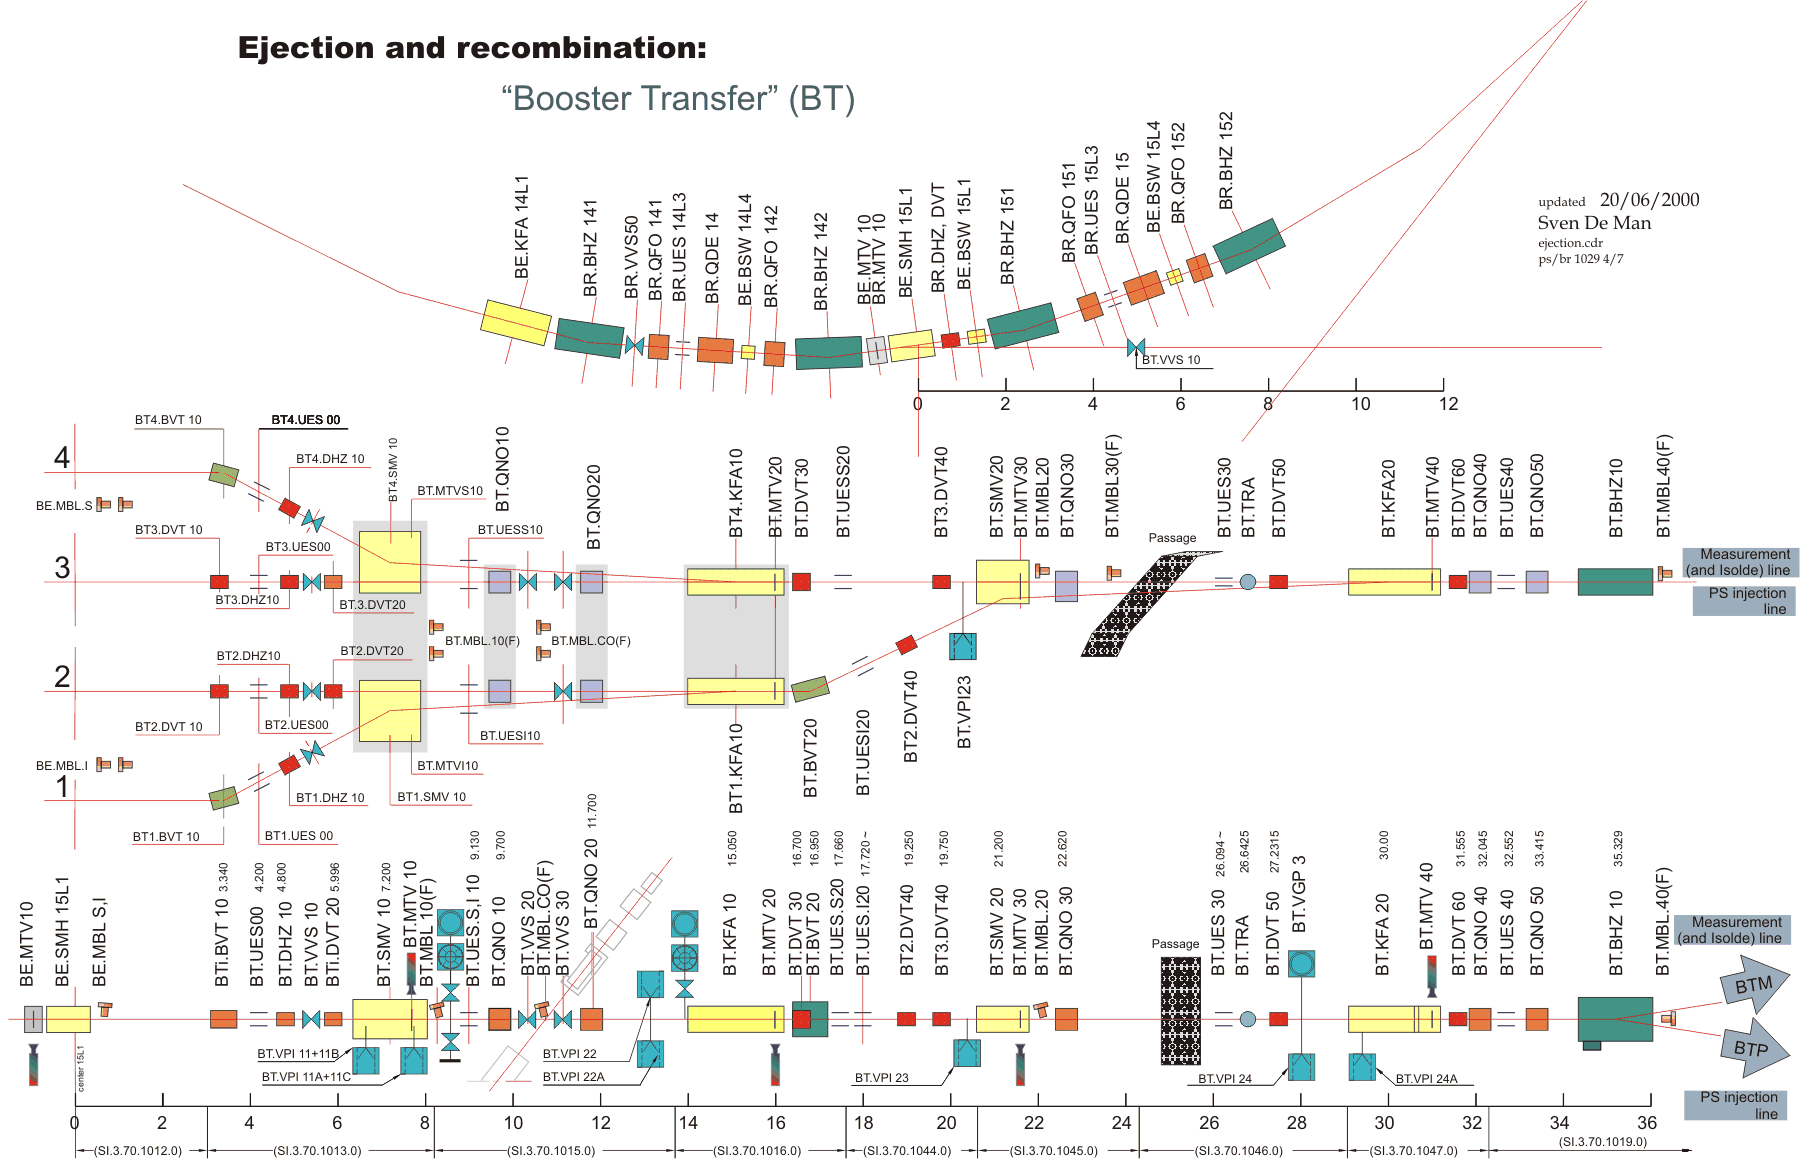 Ejection and recombination:
“Booster Transfer” (BT)
updated 20/06/2000
Sven De Man
ejection.cdr
ps/br 1029 4/7
BE.KFA 14L1
BR.BHZ 141
BR.VVS50
BR.QFO 141
BR.UES 14L3
BR.QDE 14
BE.BSW 14L4
BR.QFO 142
BR.BHZ 142
BE.MTV 10
BR.MTV 10
BE.SMH 15L1
BR.DHZ, DVT
BE.BSW 15L1
BR.BHZ 151
BR.QFO 151
BR.UES 15L3
BR.QDE 15
BE.BSW 15L4
BR.QFO 152
BR.BHZ 152
BT.VVS 10
0 2 4 6 8 10 12
4
BT4.BVT 10
BT4.UES 00
BT4.DHZ 10
BT4.SMV 10
BT.MTVS10
BE.MBL.S
BT3.DVT 10
BT3.UES00
3
BT3.DHZ10
BT.3.DVT20
BT.UESS10
BT.QNO10
BT.QNO20
BT4.KFA10
BT.MTV20
BT.DVT30
BT.UESS20
BT3.DVT40
BT.SMV20
BT.MTV30
BT.MBL20
BT.QNO30
BT.MBL30(F)
Passage
BT.UES30
BT.TRA
BT.DVT50
BT.KFA20
BT.MTV40
BT.DVT60
BT.QNO40
BT.UES40
BT.QNO50
BT.BHZ10
BT.MBL40(F)
Measurement
(and Isolde) line
PS injection
line
BT.MBL.10(F)
BT.MBL.CO(F)
2
BT2.DHZ10
BT2.DVT20
BT2.DVT 10
BT2.UES00
BT.UESI10
BT.MTVI10
BE.MBL.I
1
BT1.DHZ 10
BT1.SMV 10
BT1.BVT 10
BT1.UES 00
BT1.KFA10
BT.BVT20
BT.UESI20
BT2.DVT40
BT.VPI23
BE.MTV10
BE.SMH 15L1
BE.MBL S,I
BTI.BVT 10 3.340
BT.UES00 4.200
BT.DHZ 10 4.800
BT.VVS 10
BTI.DVT 20 5.996
BT.SMV 10 7.200
BT.MTV 10
BT.MBL 10(F)
BT.UES.S,I 10 9.130
BT.QNO 10 9.700
BT.VVS 20
BT.MBL.CO(F)
BT.VVS 30
BT.QNO 20 11.700
BT.KFA 10 15.050
BT.MTV 20
BT.DVT 30 16.700
BT.BVT 20 16.950
BT.UES.S20 17.660
BT.UES.I20 17.720 ~
BT2.DVT40 19.250
BT3.DVT40 19.750
BT.SMV 20 21.200
BT.MTV 30
BT.MBL.20
BT.QNO 30 22.620
Passage
BT.UES 30 26.094 ~
BT.TRA 26.6425
BT.DVT 50 27.2315
BT.VGP 3
BT.KFA 20 30.000
BT.MTV 40
BT.DVT 60 31.555
BT.QNO 40 32.045
BT.UES 40 32.552
BT.QNO 50 33.415
BT.BHZ 10 35.329
BT.MBL.40(F)
Measurement
(and Isolde) line
BTM
BTP
PS injection
line
center 15L1
BT.VPI 11+11B
BT.VPI 11A+11C
BT.VPI 22
BT.VPI 22A
BT.VPI 23
BT.VPI 24
BT.VPI 24A
0 2 4 6 8 10 12 14 16 18 20 22 24 26 28 30 32 34 36
(SI.3.70.1012.0) (SI.3.70.1013.0) (SI.3.70.1015.0) (SI.3.70.1016.0) (SI.3.70.1044.0) (SI.3.70.1045.0) (SI.3.70.1046.0) (SI.3.70.1047.0) (SI.3.70.1019.0)